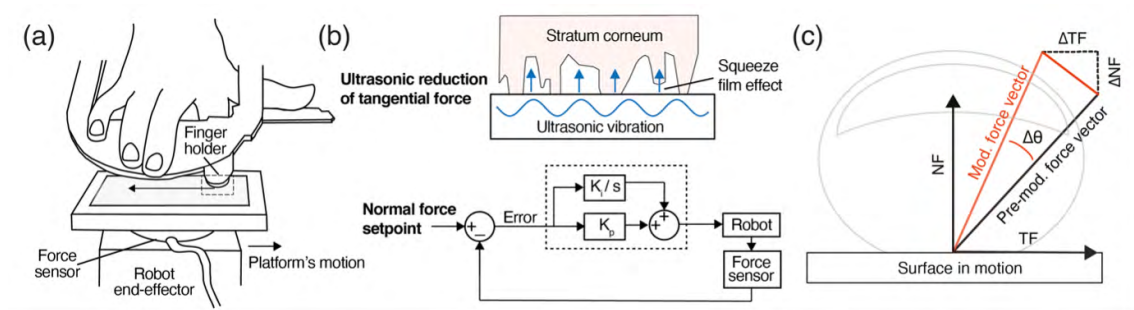 (a)
Finger
holder
Force
sensor
Robot
end-effector
Platform's motion
(b)
Ultrasonic reduction
of tangential force
Stratum corneum
Squeeze
film effect
Ultrasonic vibration
Normal force
setpoint
+
−
Error
Ki / s
Kp
+
+
Robot
Force
sensor
(c)
ΔTF
ΔNF
Mod. force vector
Δθ
Pre-mod. force vector
NF
TF
Surface in motion